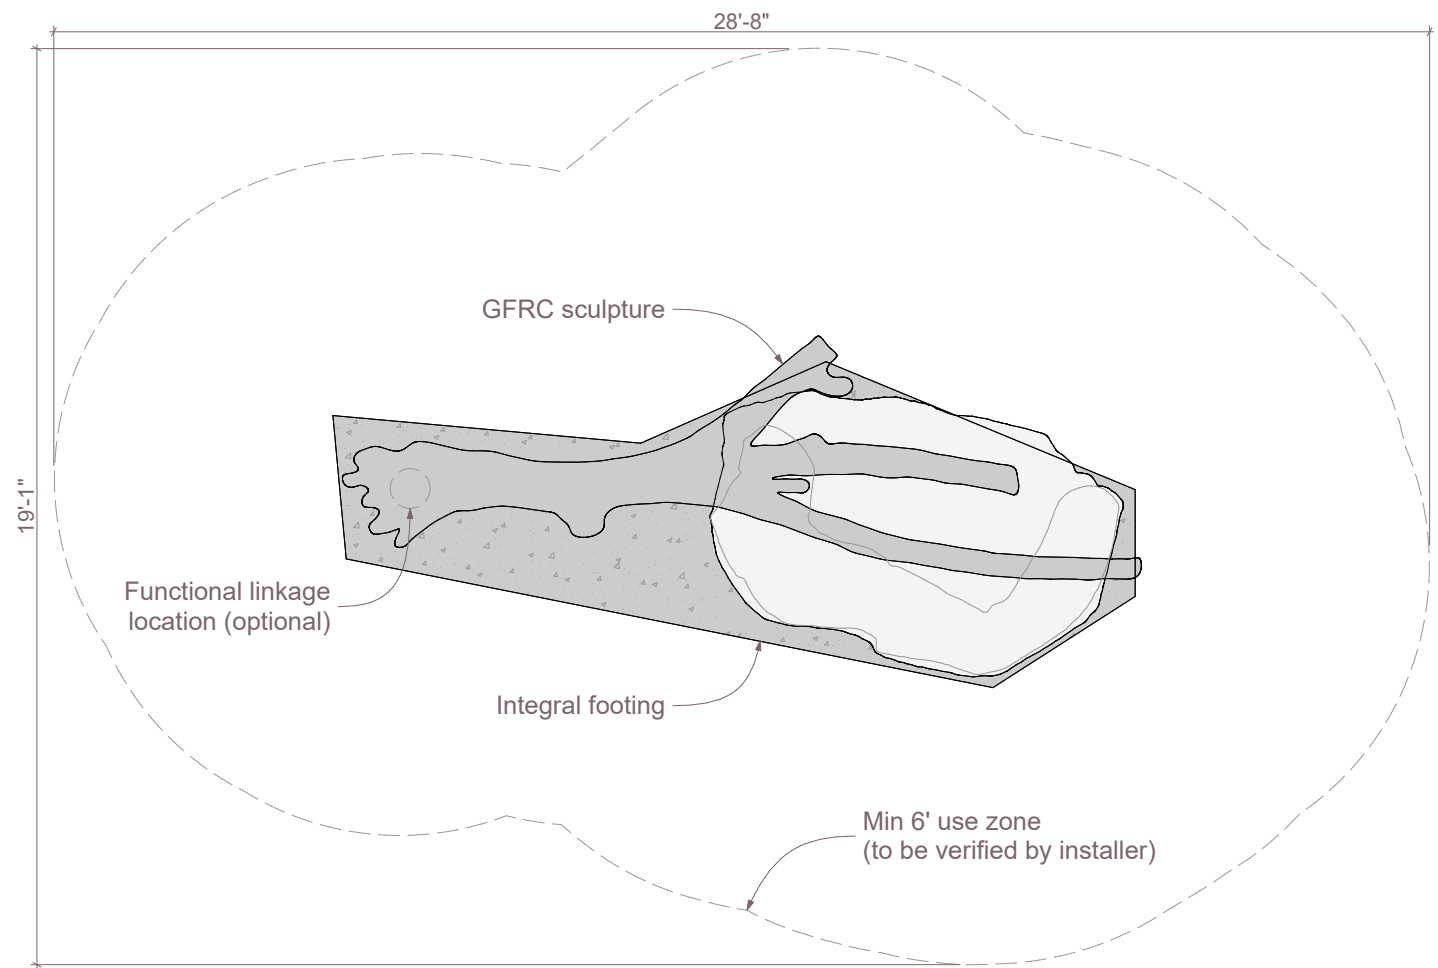 28'-8"
19'-1"
GFRC sculpture
Functional linkage
location (optional)
Integral footing
Min 6' use zone
(to be verified by installer)